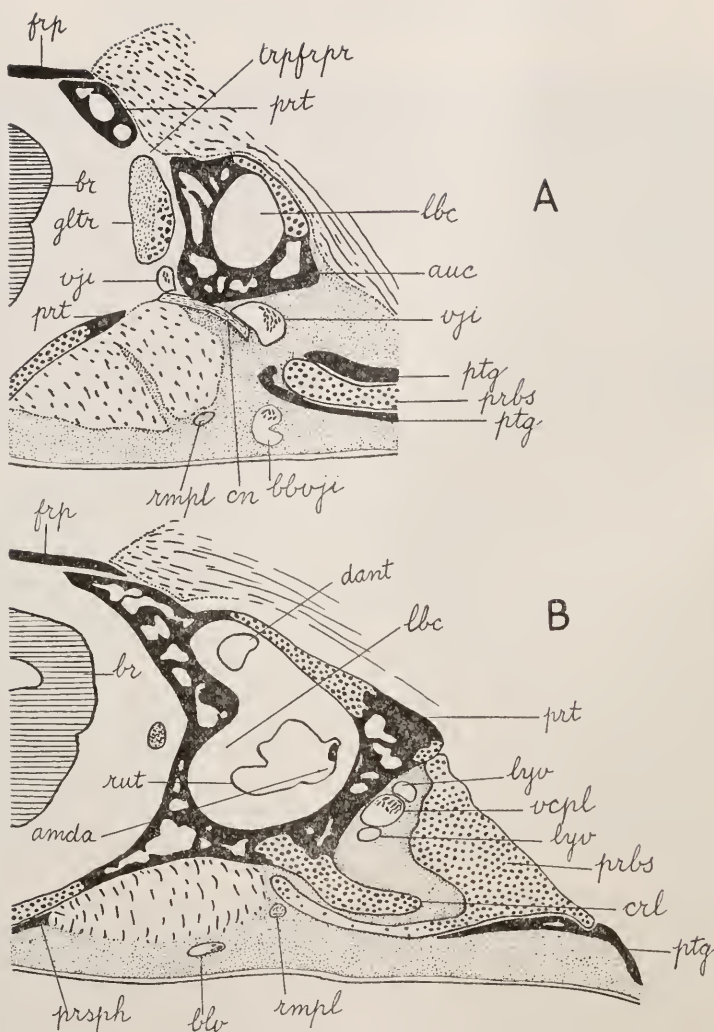 frp
trpfrpr
prt
br
gltr
lbc
A
auc
vji
vji
prt
ptg
prbs
ptg
rmpl cn bbvji
frp
dant
lbc
B
br
prt
lyv
vcpl
lyv
rut
amda
prbs
crl
ptg
prsph
blv
rmpl